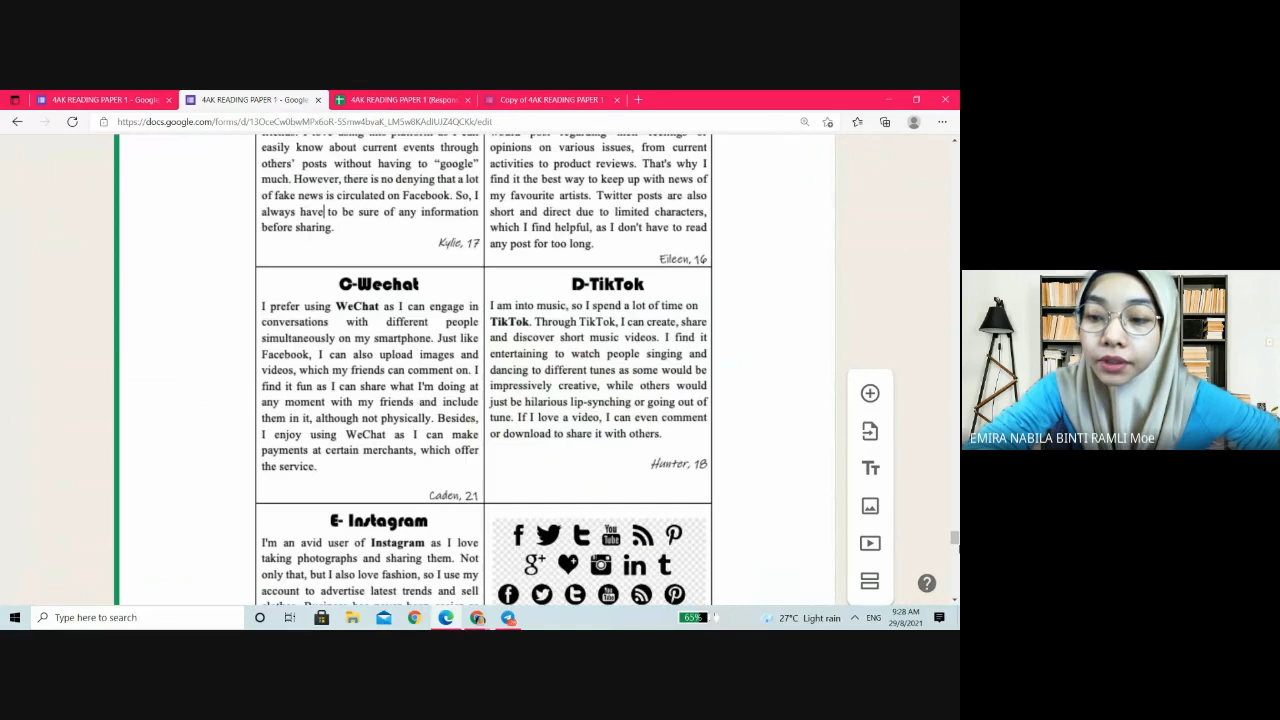 4AK READING PAPER 1 - Google
4AK READING PAPER 1 - Google
4AK READING PAPER 1 (Respon
Copy of 4AK READING PAPER 1
https://docs.google.com/forms/d/
/edit
easily know about current events through
others' posts without having to "google"
much. However, there is no denying that a lot
of fake news is circulated on Facebook. So, I
always have to be sure of any information
before sharing.
Kylie, 17
opinions on various issues, from current
activities to product reviews. That's why I
find it the best way to keep up with news of
my favourite artists. Twitter posts are also
short and direct due to limited characters,
which I find helpful, as I don't have to read
any post for too long.
Eileen, 16
C-Wechat
I prefer using WeChat as I can engage in
conversations with different people
simultaneously on my smartphone. Just like
Facebook, I can also upload images and
videos, which my friends can comment on. I
find it fun as I can share what I'm doing at
any moment with my friends and include
them in it, although not physically. Besides,
I enjoy using WeChat as I can make
payments at certain merchants, which offer
the service.
Caden, 21
D-TikTok
I am into music, so I spend a lot of time on
TikTok. Through TikTok, I can create, share
and discover short music videos. I find it
entertaining to watch people singing and
dancing to different tunes as some would be
impressively creative, while others would
just be hilarious lip-synching or going out of
tune. If I love a video, I can even comment
or download to share it with others.
Hunter, 18
E- Instagram
I'm an avid user of Instagram as I love
taking photographs and sharing them. Not
only that, but I also love fashion, so I use my
account to advertise latest trends and sell
EMIRA NABILA BINTI RAMLI Moe
Type here to search
65%
27°C Light rain
ENG
9:28 AM
29/8/2021